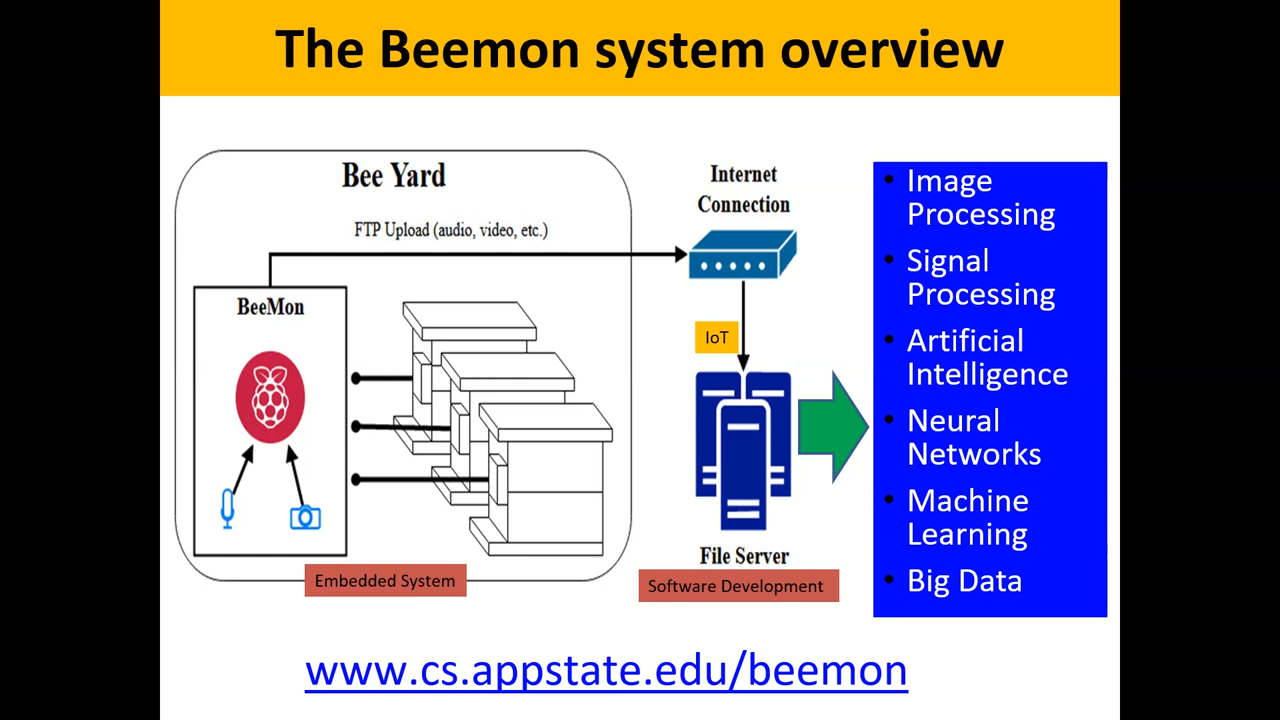 The Beemon system overview
Bee Yard
FTP Upload (audio, video, etc.)
BeeMon
Embedded System
Internet
Connection
IoT
File Server
Software Development
• Image
Processing
• Signal
Processing
• Artificial
Intelligence
• Neural
Networks
• Machine
Learning
• Big Data
www.cs.appstate.edu/beemon